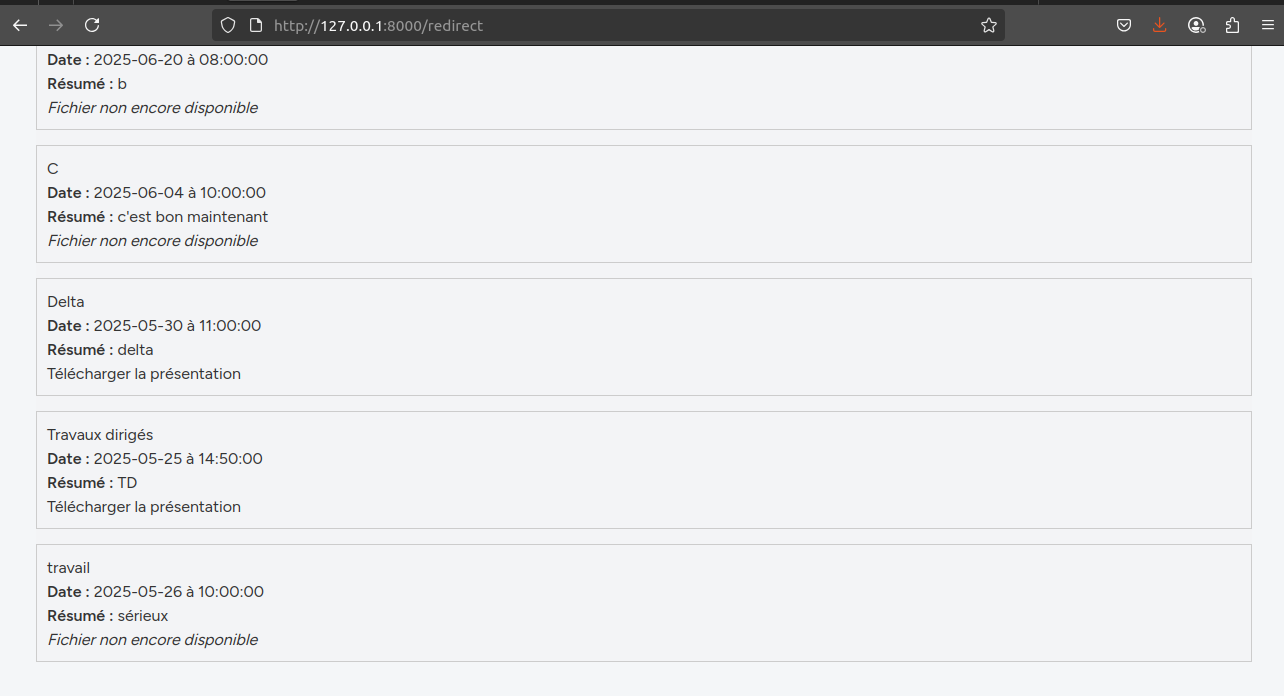 http://127.0.0.1:8000/redirect
Date : 2025-06-20 à 08:00:00
Résumé : b
Fichier non encore disponible
C
Date : 2025-06-04 à 10:00:00
Résumé : c'est bon maintenant
Fichier non encore disponible
Delta
Date : 2025-05-30 à 11:00:00
Résumé : delta
Télécharger la présentation
Travaux dirigés
Date : 2025-05-25 à 14:50:00
Résumé : TD
Télécharger la présentation
travail
Date : 2025-05-26 à 10:00:00
Résumé : sérieux
Fichier non encore disponible